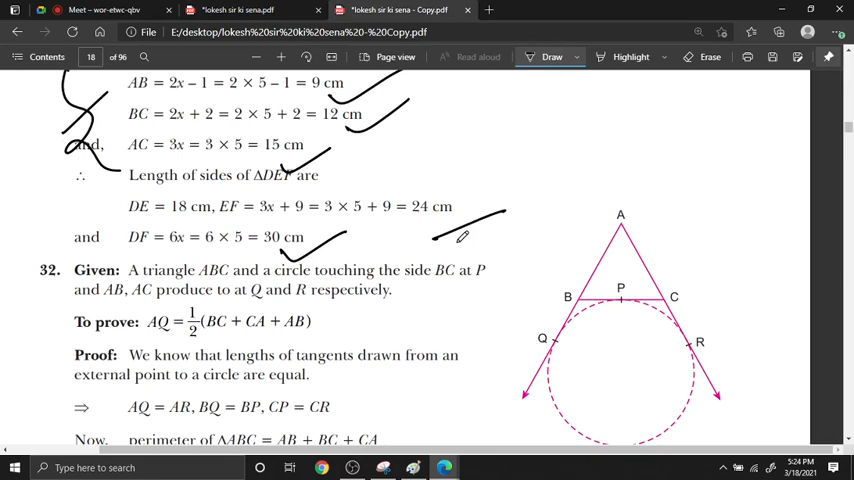 Meet – wor-etwc-qbv
*lokesh sir ki sena.pdf
*lokesh sir ki sena - Copy.pdf
File E:/desktop/lokesh%20sir%20ki%20sena%20-%20Copy.pdf
Contents 18 of 96 Page view Read aloud Draw Highlight Erase
AB = 2x – 1 = 2 × 5 – 1 = 9 cm
BC = 2x + 2 = 2 × 5 + 2 = 12 cm
and, AC = 3x = 3 × 5 = 15 cm
∴ Length of sides of ΔDEF are
DE = 18 cm, EF = 3x + 9 = 3 × 5 + 9 = 24 cm
and DF = 6x = 6 × 5 = 30 cm
32. Given: A triangle ABC and a circle touching the side BC at P
and AB, AC produce to at Q and R respectively.
To prove: AQ = 1/2 (BC + CA + AB)
Proof: We know that lengths of tangents drawn from an
external point to a circle are equal.
⇒ AQ = AR, BQ = BP, CP = CR
Now, perimeter of ΔABC = AB + BC + CA
A
P
B C
Q R
Type here to search
5:24 PM
3/18/2021